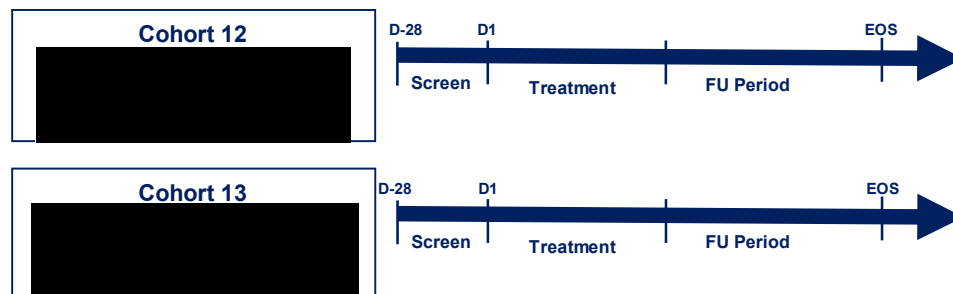 Cohort 12
D-28 D1 EOS
Screen Treatment FU Period
Cohort 13
D-28 D1 EOS
Screen Treatment FU Period